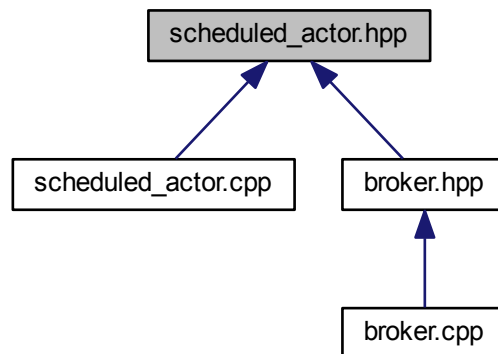 scheduled_actor.hpp
scheduled_actor.cpp
broker.hpp
broker.cpp